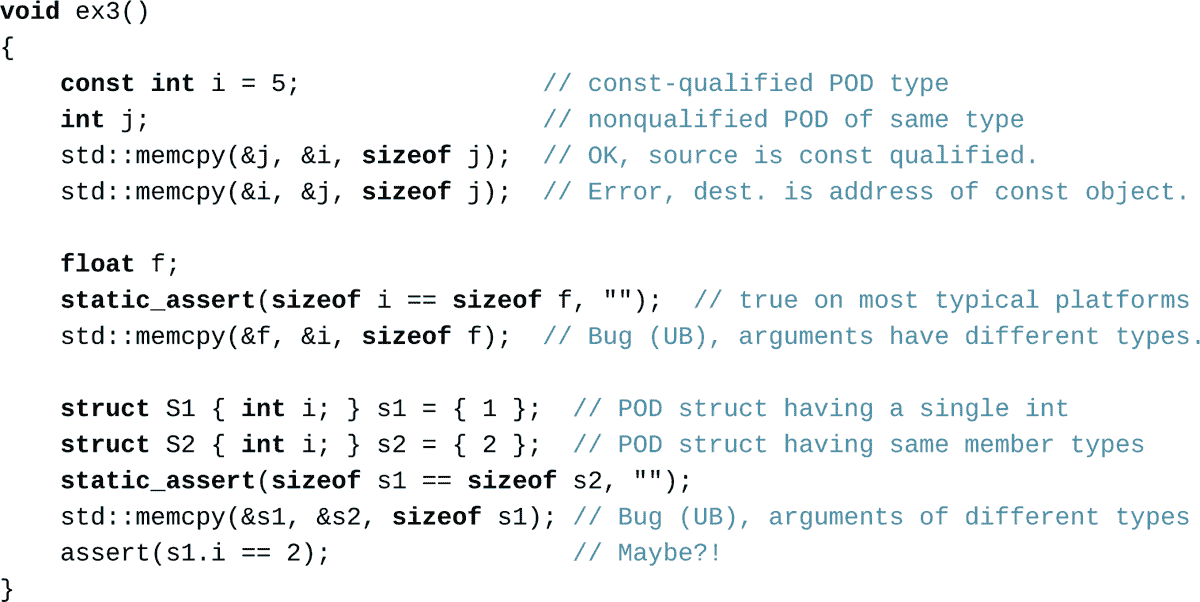 void ex3()
{
    const int i = 5;                // const-qualified POD type
    int j;                          // nonqualified POD of same type
    std::memcpy(&j, &i, sizeof j);  // OK, source is const qualified.
    std::memcpy(&i, &j, sizeof j);  // Error, dest. is address of const object.

    float f;
    static_assert(sizeof i == sizeof f, "");  // true on most typical platforms
    std::memcpy(&f, &i, sizeof f);  // Bug (UB), arguments have different types.

    struct S1 { int i; } s1 = { 1 };  // POD struct having a single int
    struct S2 { int i; } s2 = { 2 };  // POD struct having same member types
    static_assert(sizeof s1 == sizeof s2, "");
    std::memcpy(&s1, &s2, sizeof s1); // Bug (UB), arguments of different types
    assert(s1.i == 2);                // Maybe?!
}